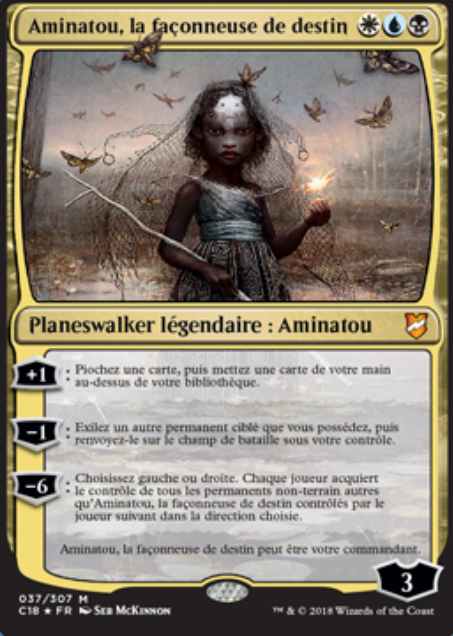 Aminatou, la façonneuse de destin
Planeswalker légendaire : Aminatou
+1 : Piochez une carte, puis mettez une carte de votre main
au-dessus de votre bibliothèque.
−1 : Exilez un autre permanent ciblé que vous possédez, puis
renvoyez-le sur le champ de bataille sous votre contrôle.
−6 : Choisissez gauche ou droite. Chaque joueur acquiert
le contrôle de tous les permanents non-terrain autres
qu'Aminatou, la façonneuse de destin contrôlés par le
joueur suivant dans la direction choisie.
Aminatou, la façonneuse de destin peut être votre commandant.
3
037/307 M
C18 ★ FR Seb McKinnon
™ & © 2018 Wizards of the Coast